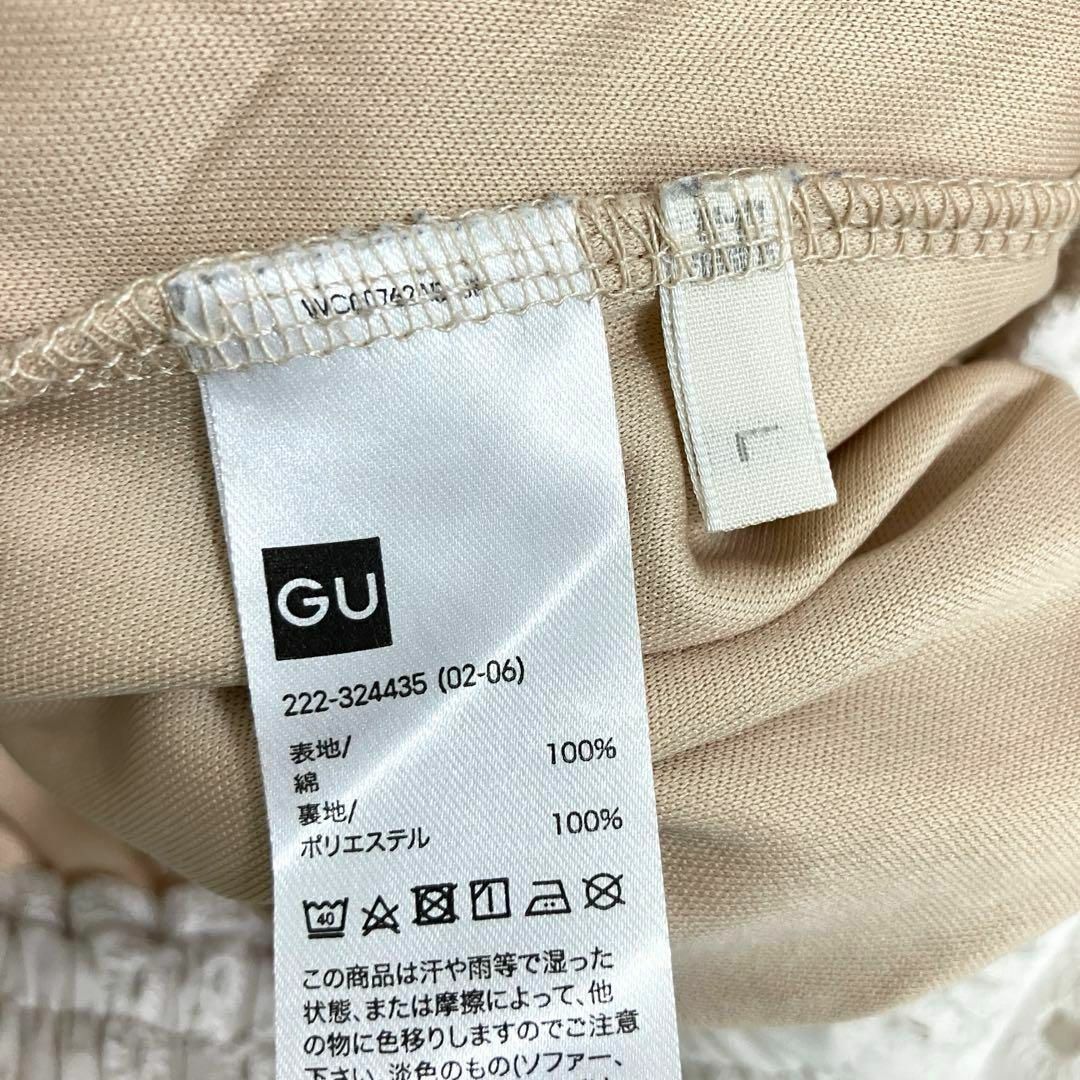 L
GU
222-324435 (02-06)
表地/
綿 100%
裏地/
ポリエステル 100%
40
この商品は汗や雨等で湿った
状態、または摩擦によって、他
の物に色移りしますのでご注意
下さい。淡色のもの(ソファー、